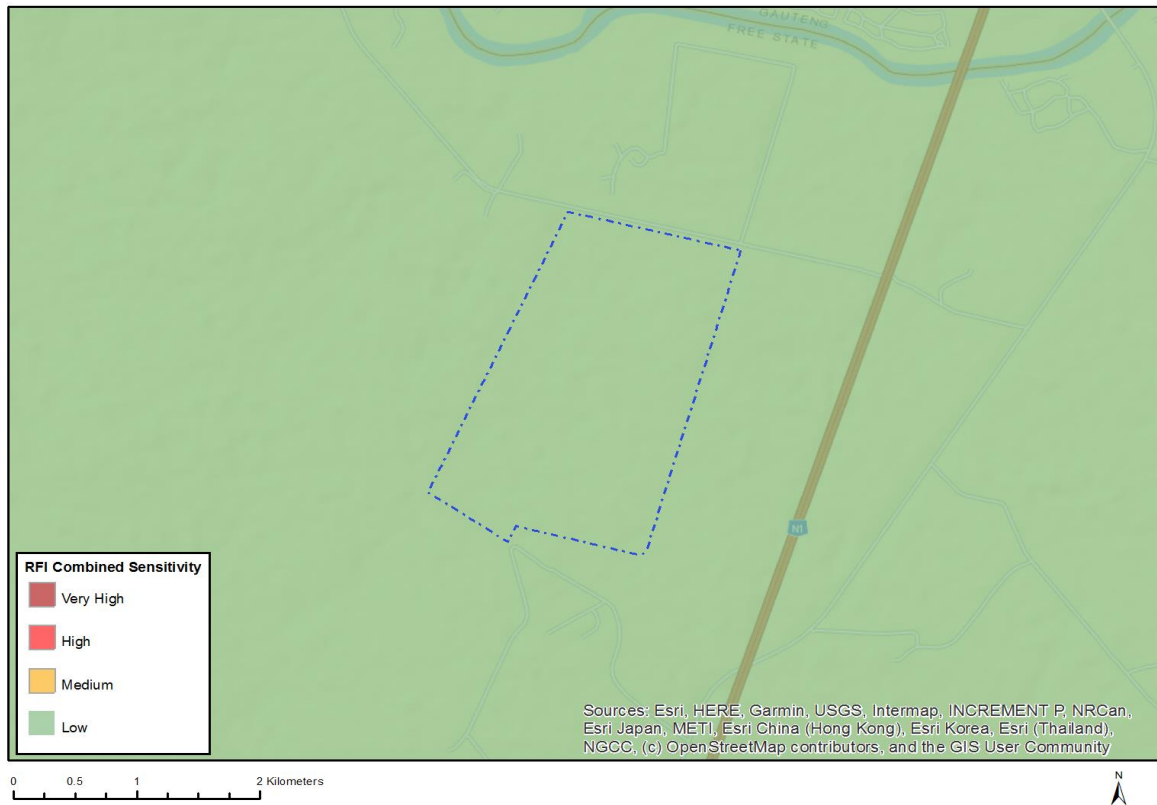 GAUTENG
FREE STATE
N1
RFI Combined Sensitivity
Very High
High
Medium
Low
Sources: Esri, HERE, Garmin, USGS, Intermap, INCREMENT P, NRCan,
Esri Japan, METI, Esri China (Hong Kong), Esri Korea, Esri (Thailand),
NGCC, (c) OpenStreetMap contributors, and the GIS User Community
0 0.5 1 2 Kilometers
N